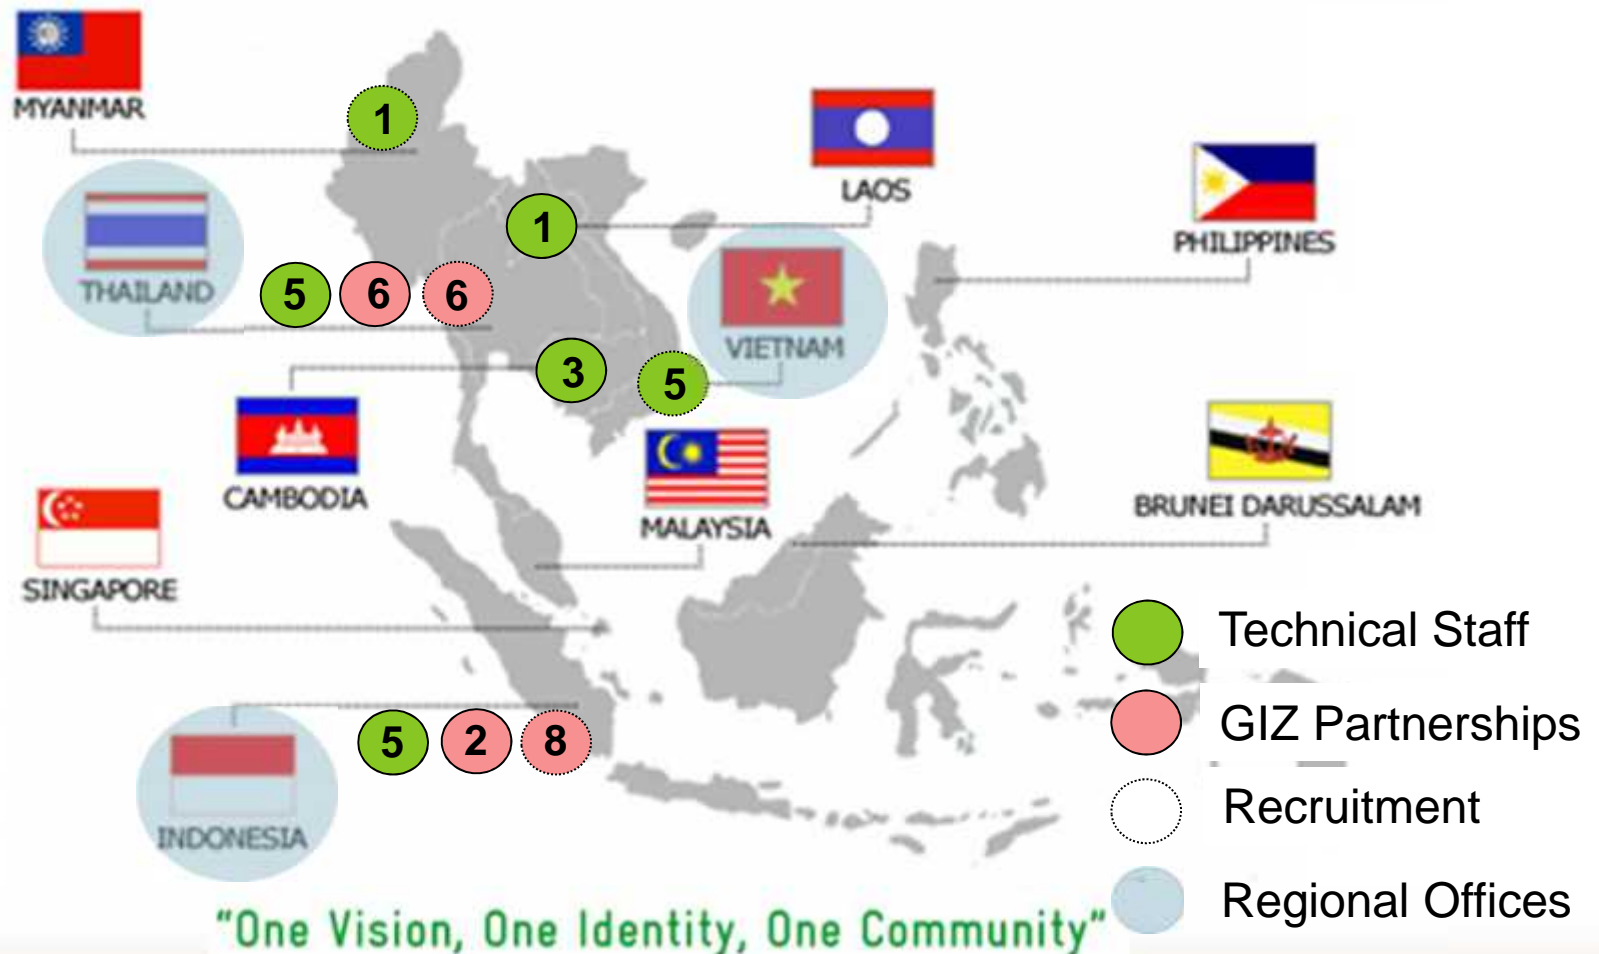 MYANMAR
1
LAOS
PHILIPPINES
1
THAILAND
5 6 6
VIETNAM
3
5
CAMBODIA
MALAYSIA
BRUNEI DARUSSALAM
SINGAPORE
Technical Staff
GIZ Partnerships
5 2 8
Recruitment
INDONESIA
Regional Offices
"One Vision, One Identity, One Community"